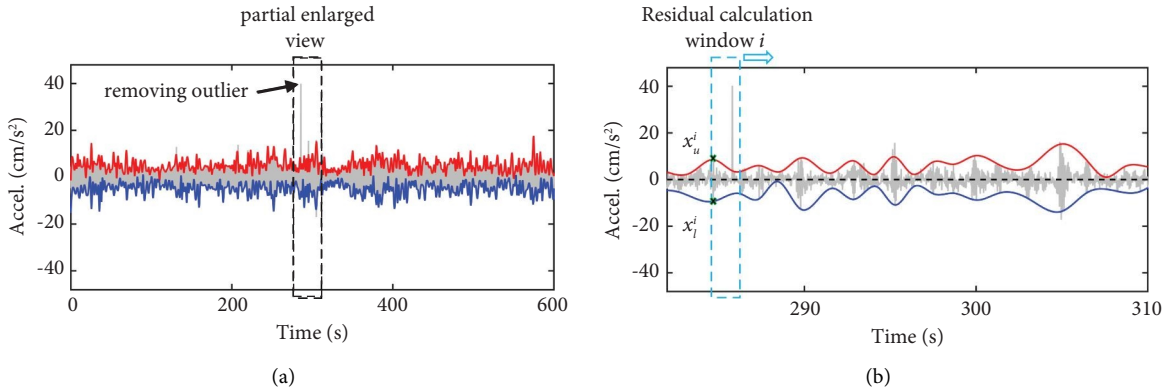 partial enlarged
view
removing outlier
Accel. (cm/s²)
40
20
0
-20
-40
0
200
400
600
Time (s)
(a)
Residual calculation
window i
Accel. (cm/s²)
40
20
0
-20
-40
x_u^i
x_l^i
290
300
310
Time (s)
(b)